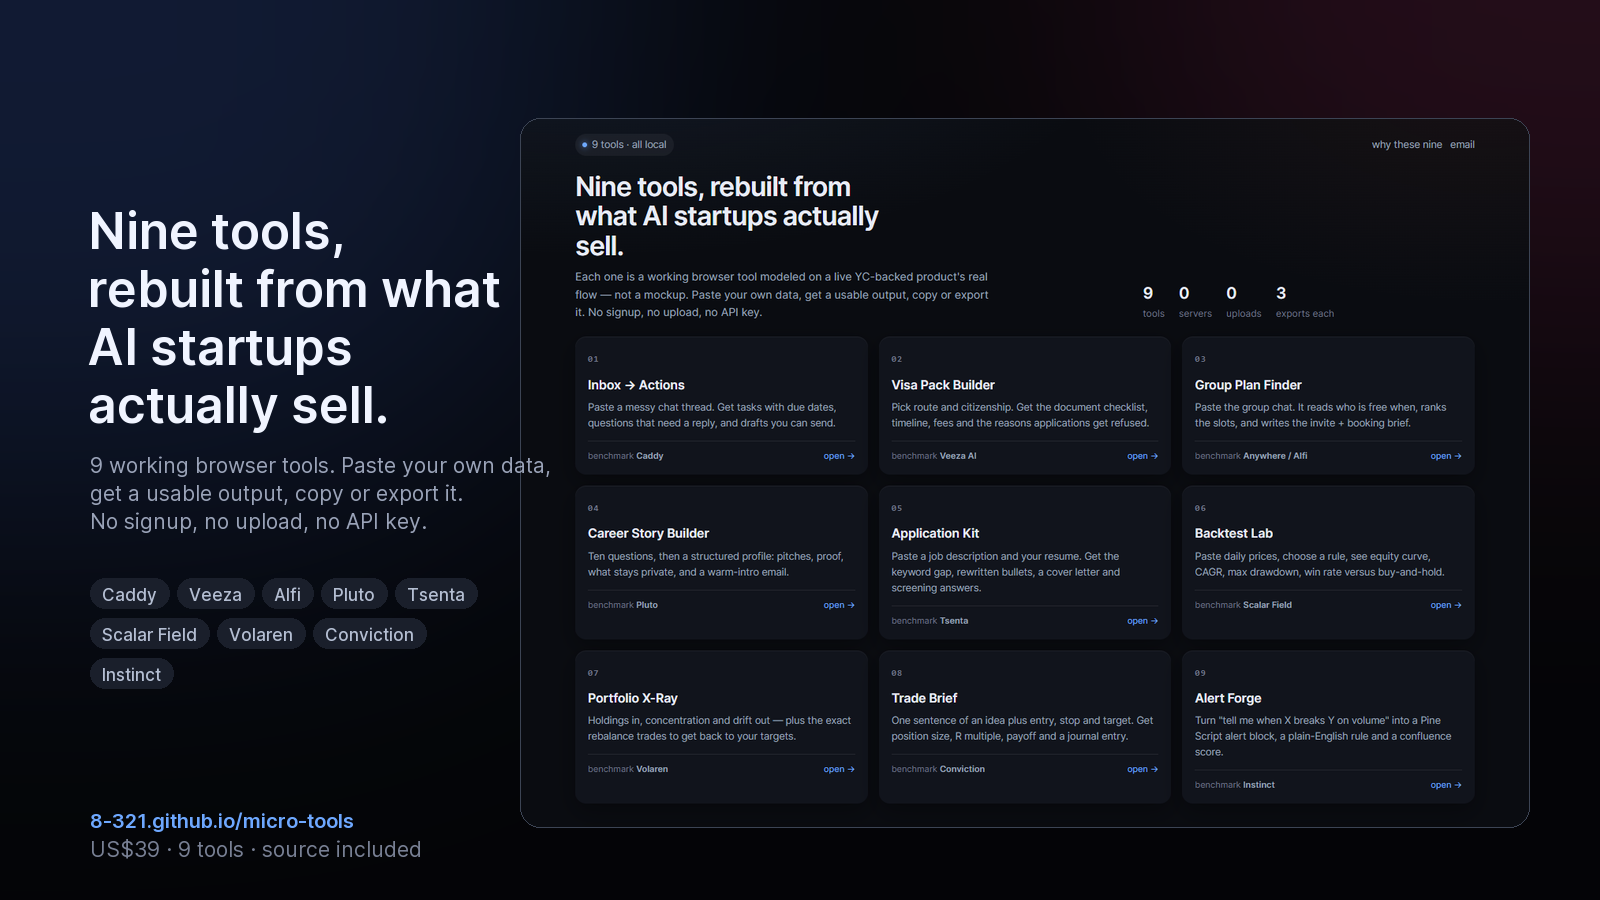 Nine tools,
rebuilt from what
AI startups
actually sell.
9 working browser tools. Paste your own data,
get a usable output, copy or export it.
No signup, no upload, no API key.
Caddy Veeza Alfi Pluto Tsenta
Scalar Field Volaren Conviction
Instinct
8-321.github.io/micro-tools
US$39 · 9 tools · source included
9 tools · all local
why these nine email
Nine tools, rebuilt from
what AI startups actually
sell.
Each one is a working browser tool modeled on a live YC-backed product's real
flow — not a mockup. Paste your own data, get a usable output, copy or export
it. No signup, no upload, no API key.
9 0 0 3
tools servers uploads exports each
01
Inbox → Actions
Paste a messy chat thread. Get tasks with due dates,
questions that need a reply, and drafts you can send.
benchmark Caddy open →
02
Visa Pack Builder
Pick route and citizenship. Get the document checklist,
timeline, fees and the reasons applications get refused.
benchmark Veeza AI open →
03
Group Plan Finder
Paste the group chat. It reads who is free when, ranks
the slots, and writes the invite + booking brief.
benchmark Anywhere / Alfi open →
04
Career Story Builder
Ten questions, then a structured profile: pitches, proof,
what stays private, and a warm-intro email.
benchmark Pluto open →
05
Application Kit
Paste a job description and your resume. Get the
keyword gap, rewritten bullets, a cover letter and
screening answers.
benchmark Tsenta open →
06
Backtest Lab
Paste daily prices, choose a rule, see equity curve,
CAGR, max drawdown, win rate versus buy-and-hold.
benchmark Scalar Field open →
07
Portfolio X-Ray
Holdings in, concentration and drift out — plus the exact
rebalance trades to get back to your targets.
benchmark Volaren open →
08
Trade Brief
One sentence of an idea plus entry, stop and target. Get
position size, R multiple, payoff and a journal entry.
benchmark Conviction open →
09
Alert Forge
Turn "tell me when X breaks Y on volume" into a Pine
Script alert block, a plain-English rule and a confluence
score.
benchmark Instinct open →